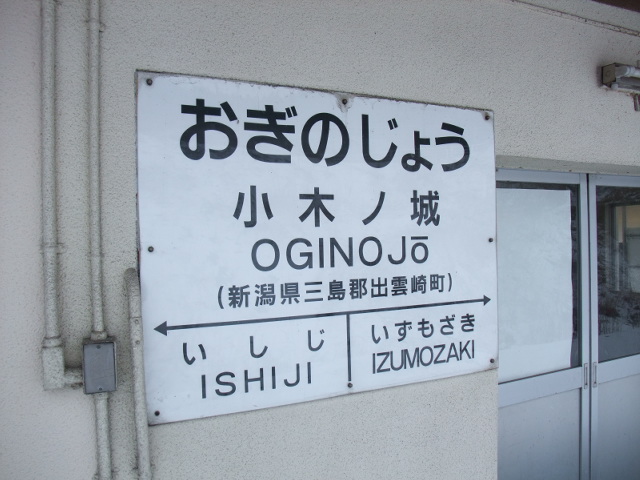 おぎのじょう
小木ノ城
OGINOJō
(新潟県三島郡出雲崎町)
いしじ
ISHIJI
いずもざき
IZUMOZAKI